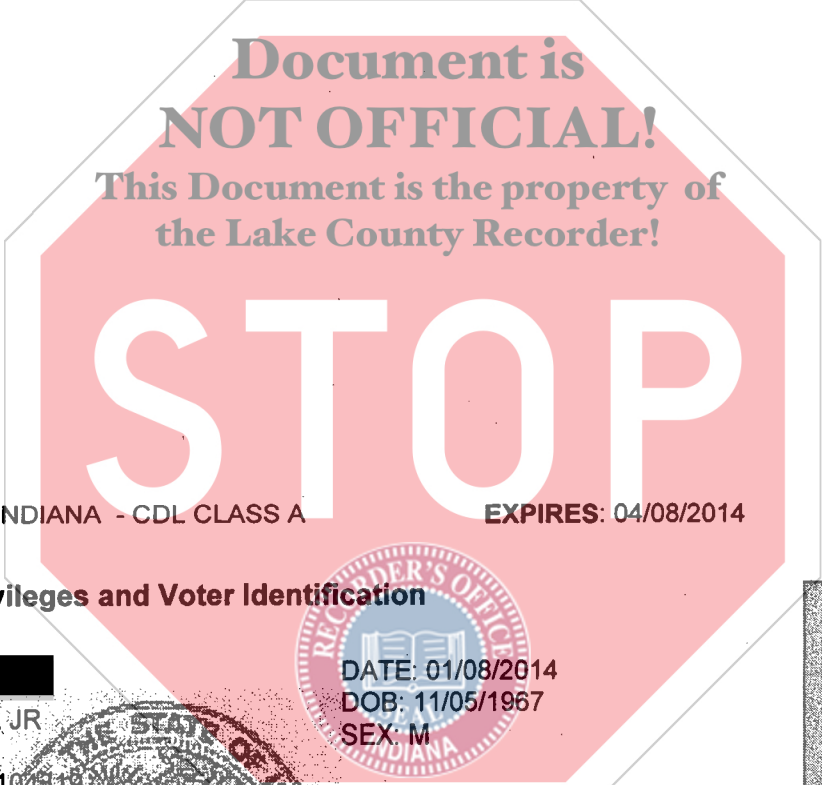 Document is
NOT OFFICIAL!
This Document is the property of
the Lake County Recorder!
STOP
NDIANA - CDL CLASS A EXPIRES: 04/08/2014
vileges and Voter Identification
RECORDER'S OFFICE
DATE: 01/08/2014
JR DOB: 11/05/1967
THE STATE OF
SEX: M
INDIANA